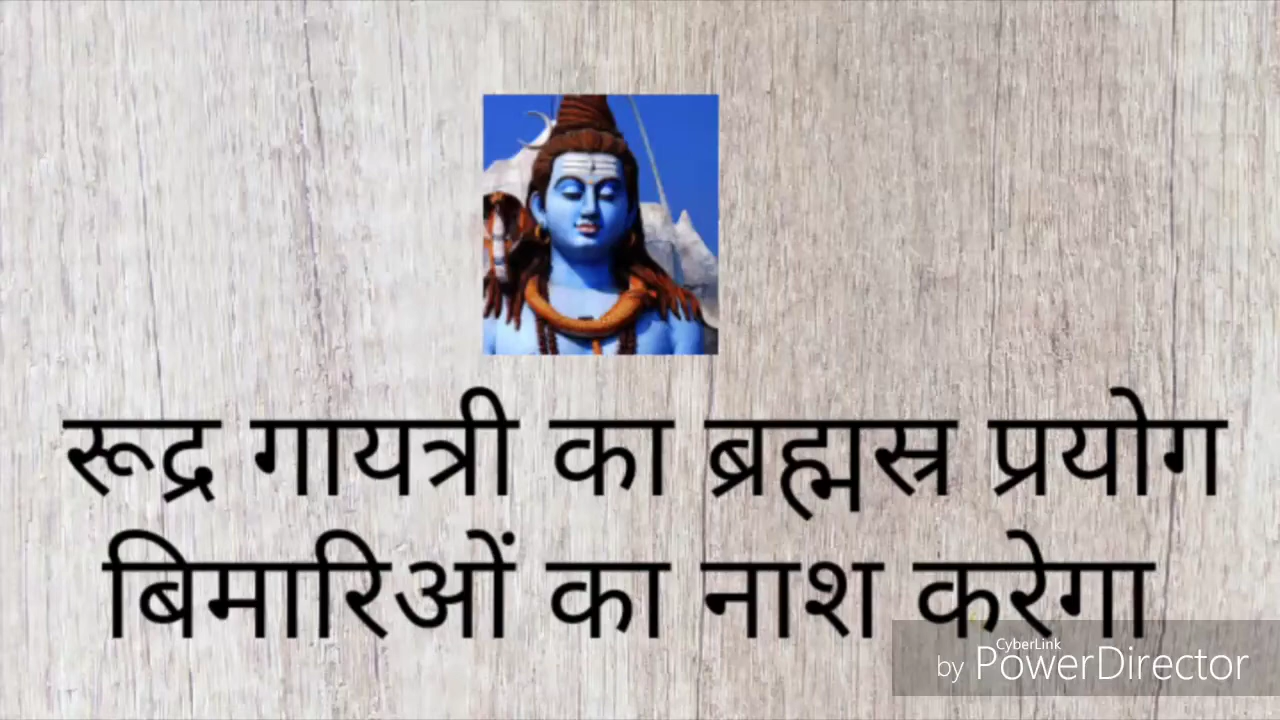 रूद्र गायत्री का ब्रह्मस्र प्रयोग
बिमारिओं का नाश करेगा
CyberLink
by PowerDirector